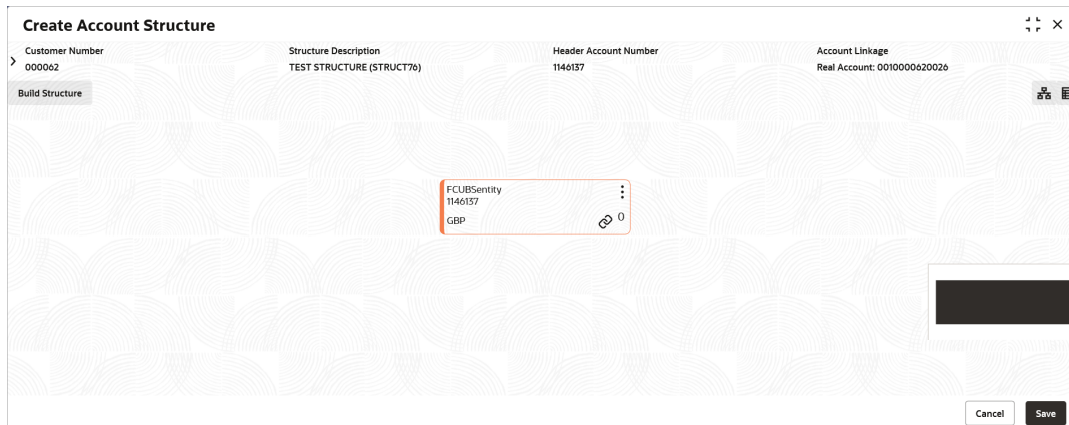 Create Account Structure
Customer Number
000062
Structure Description
TEST STRUCTURE (STRUCT76)
Header Account Number
1146137
Account Linkage
Real Account: 0010000620026
Build Structure
FCUBSentity
1146137
GBP
0
Cancel
Save